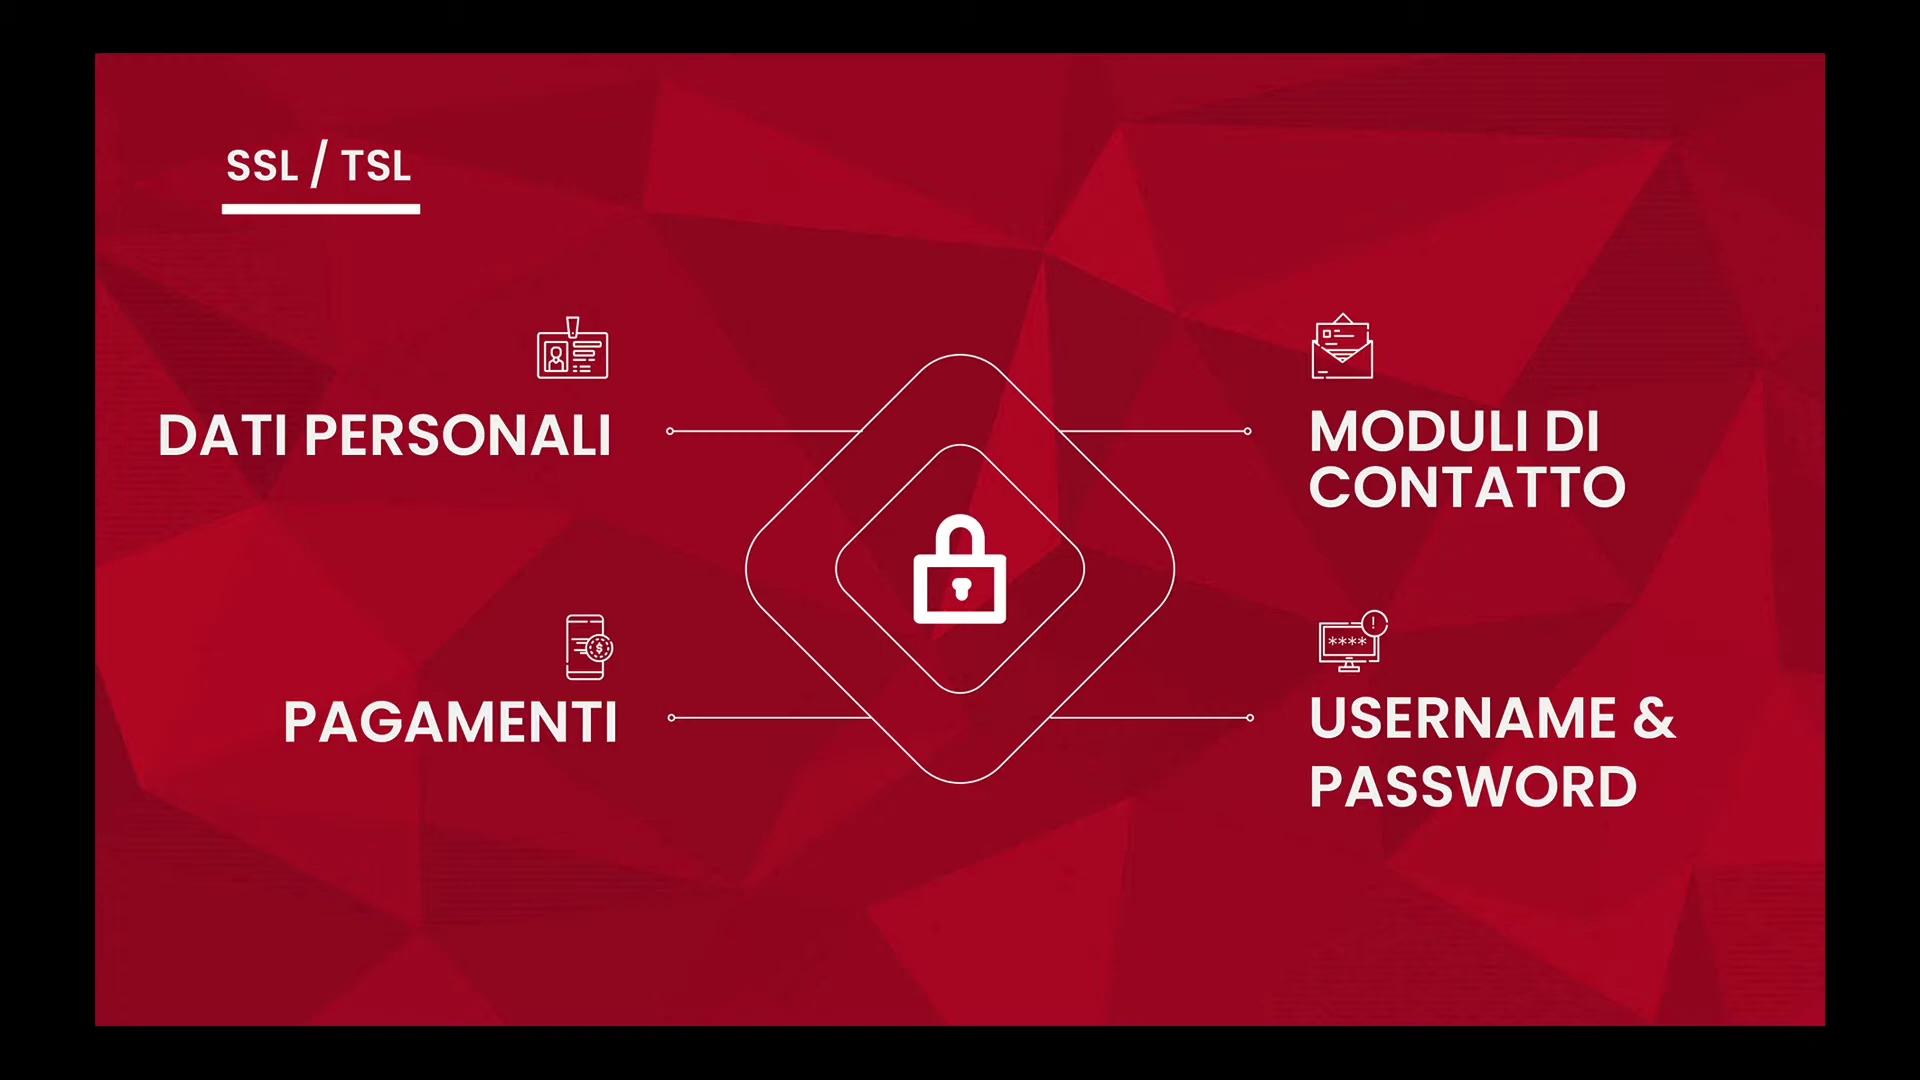 SSL / TSL
DATI PERSONALI
MODULI DI
CONTATTO
PAGAMENTI
****
!
$
USERNAME &
PASSWORD